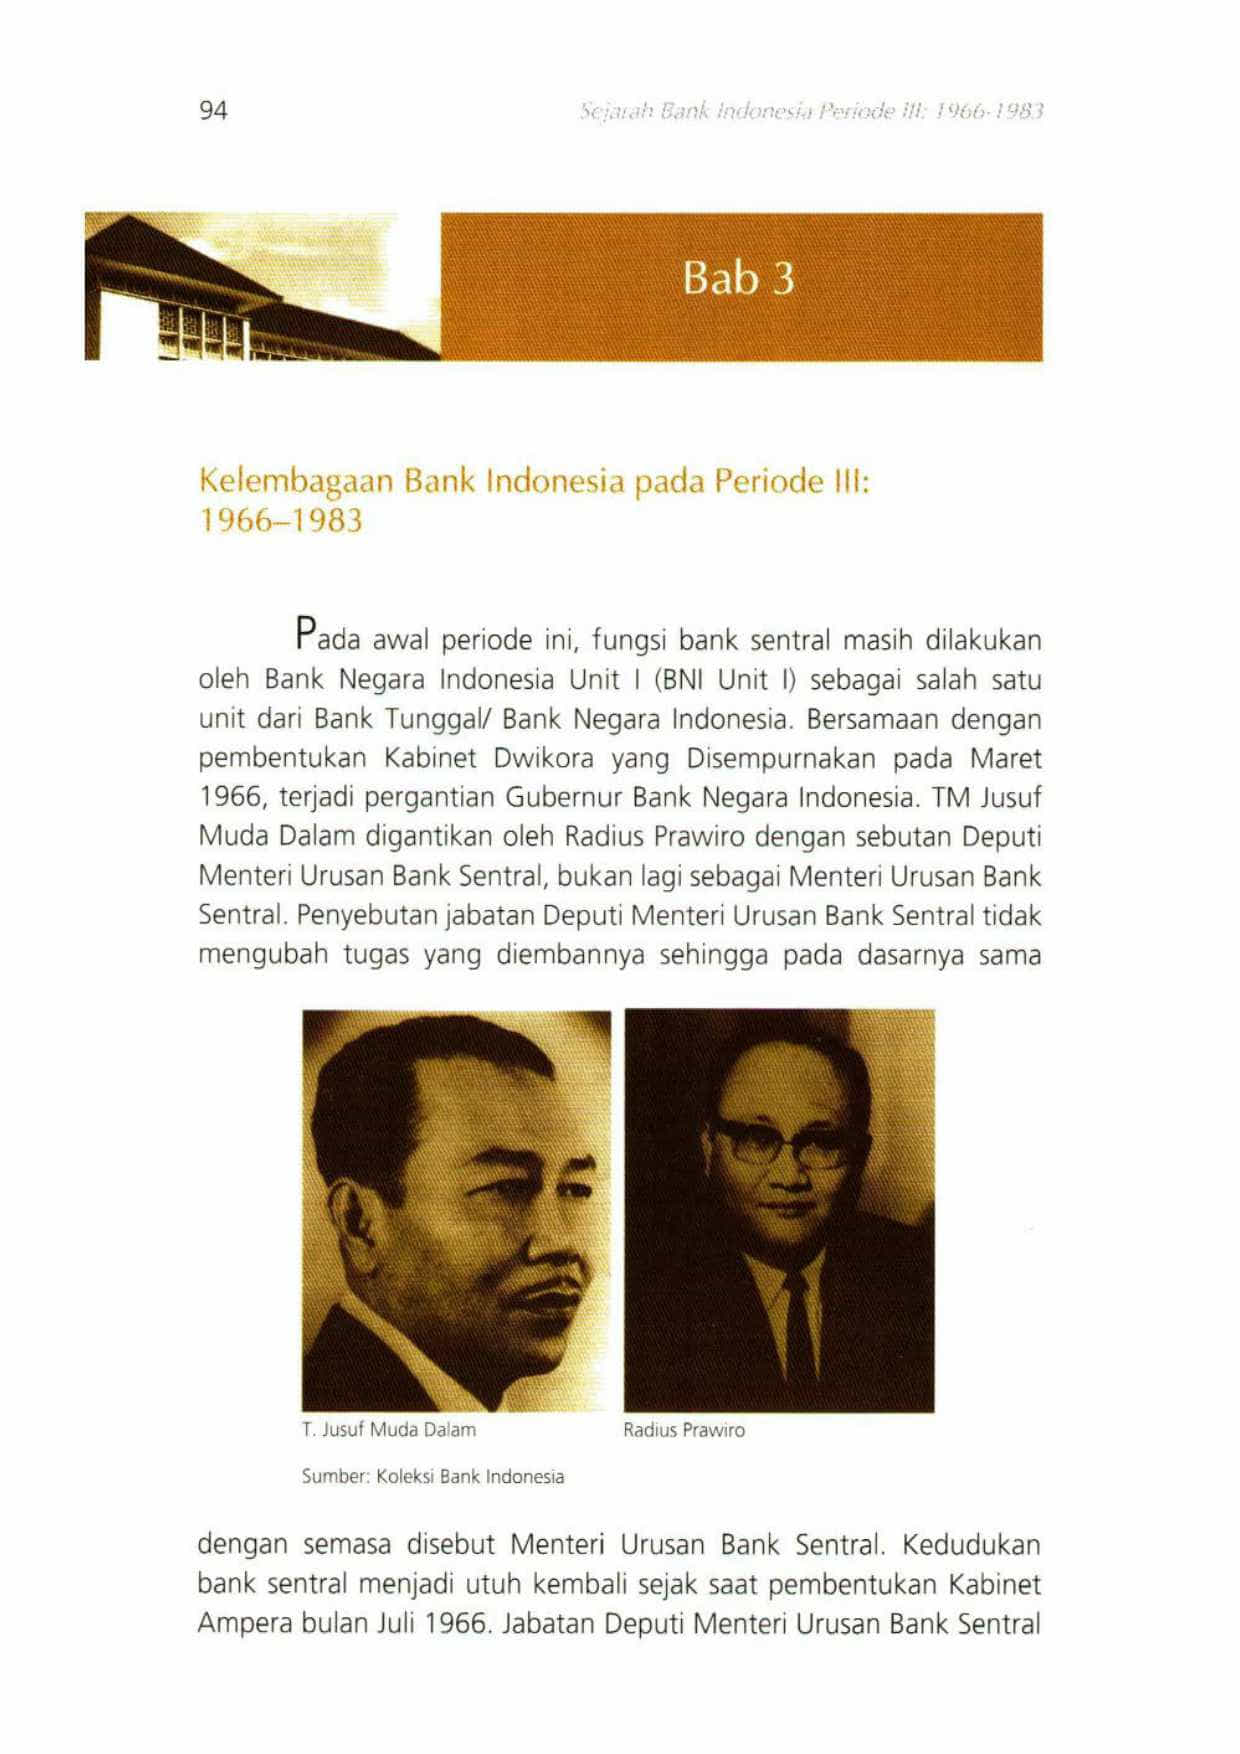 94
Sejarah Bank Indonesia Periode III: 1966-1983
Bab 3
Kelembagaan Bank Indonesia pada Periode III:
1966–1983
Pada awal periode ini, fungsi bank sentral masih dilakukan
oleh Bank Negara Indonesia Unit I (BNI Unit I) sebagai salah satu
unit dari Bank Tunggal/ Bank Negara Indonesia. Bersamaan dengan
pembentukan Kabinet Dwikora yang Disempurnakan pada Maret
1966, terjadi pergantian Gubernur Bank Negara Indonesia. TM Jusuf
Muda Dalam digantikan oleh Radius Prawiro dengan sebutan Deputi
Menteri Urusan Bank Sentral, bukan lagi sebagai Menteri Urusan Bank
Sentral. Penyebutan jabatan Deputi Menteri Urusan Bank Sentral tidak
mengubah tugas yang diembannya sehingga pada dasarnya sama
T. Jusuf Muda Dalam
Radius Prawiro
Sumber: Koleksi Bank Indonesia
dengan semasa disebut Menteri Urusan Bank Sentral. Kedudukan
bank sentral menjadi utuh kembali sejak saat pembentukan Kabinet
Ampera bulan Juli 1966. Jabatan Deputi Menteri Urusan Bank Sentral